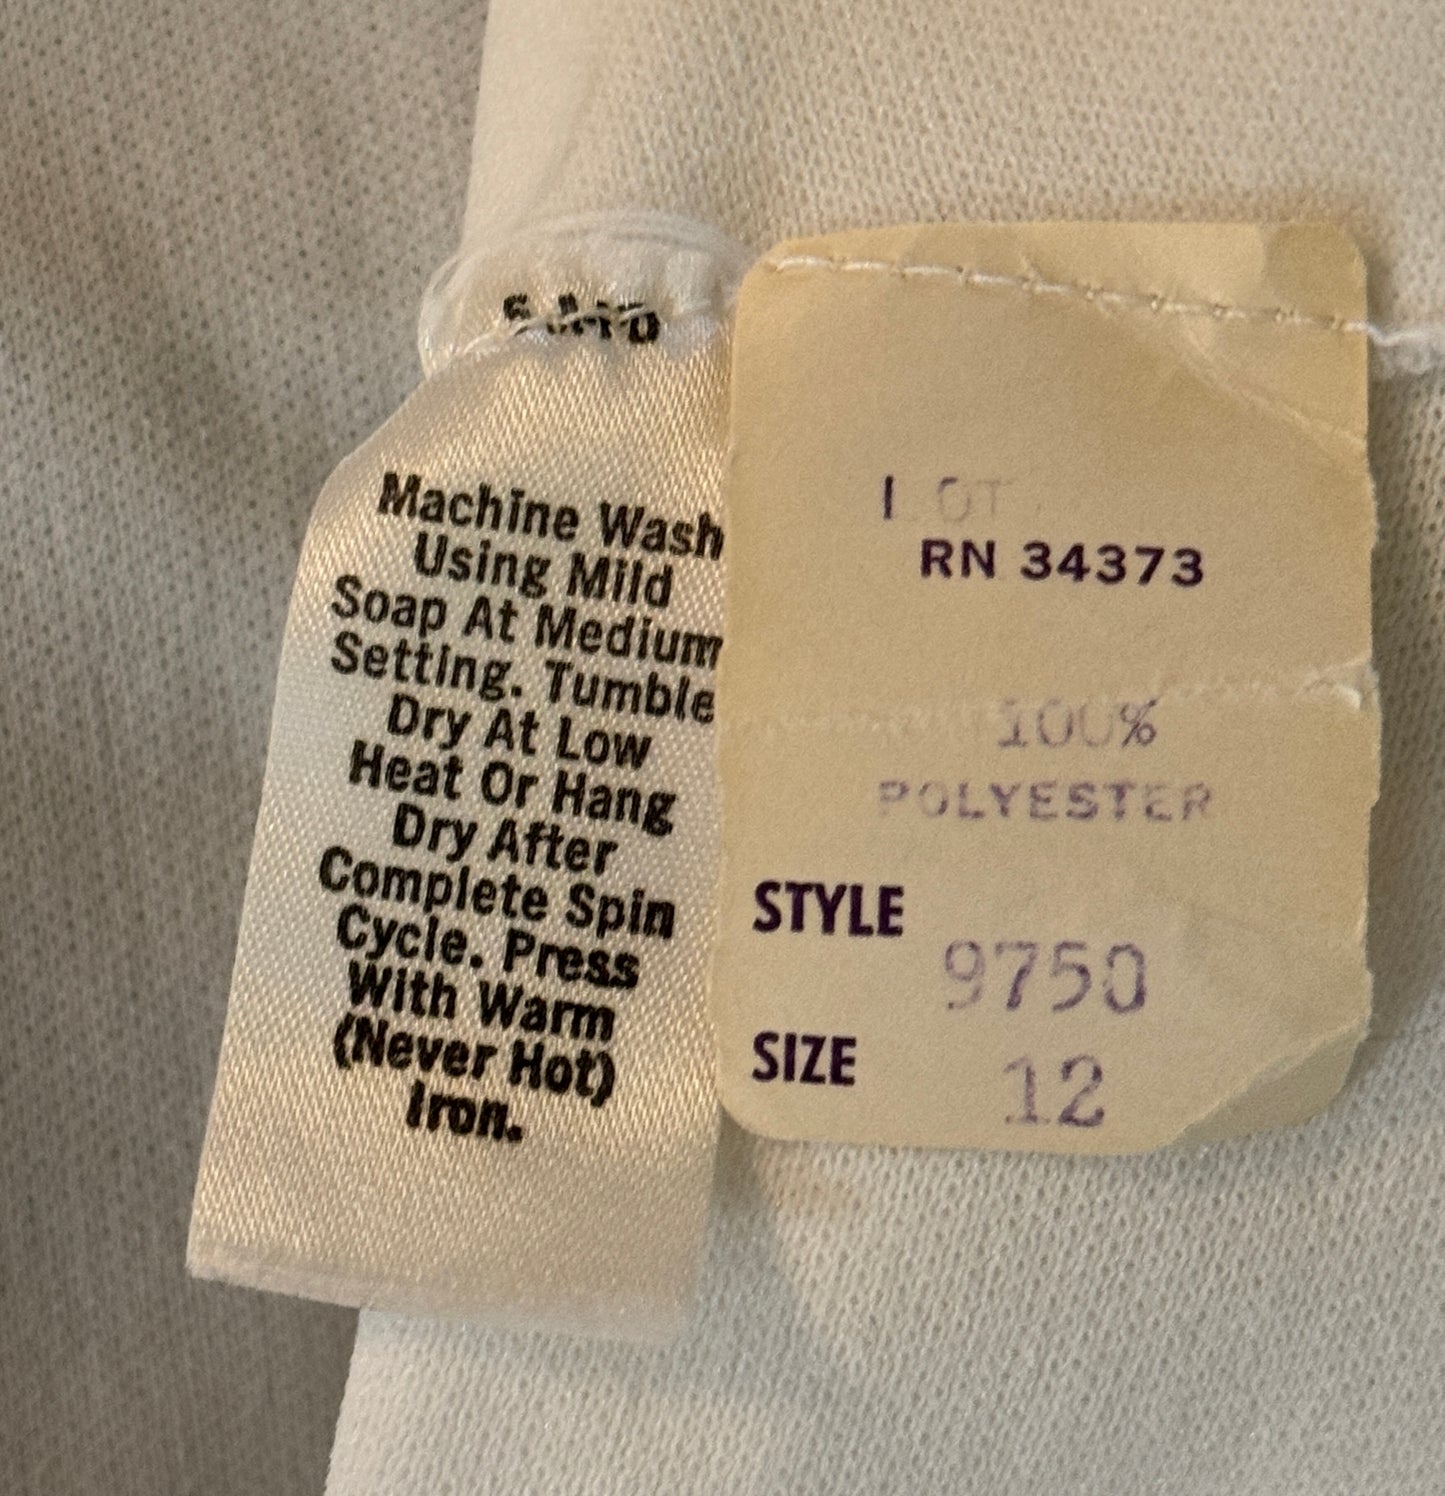 Machine Wash
Using Mild
Soap At Medium
Setting. Tumble
Dry At Low
Heat Or Hang
Dry After
Complete Spin
Cycle. Press
With Warm
(Never Hot)
Iron.
LOT
RN 34373
100%
POLYESTER
STYLE
9750
SIZE
12